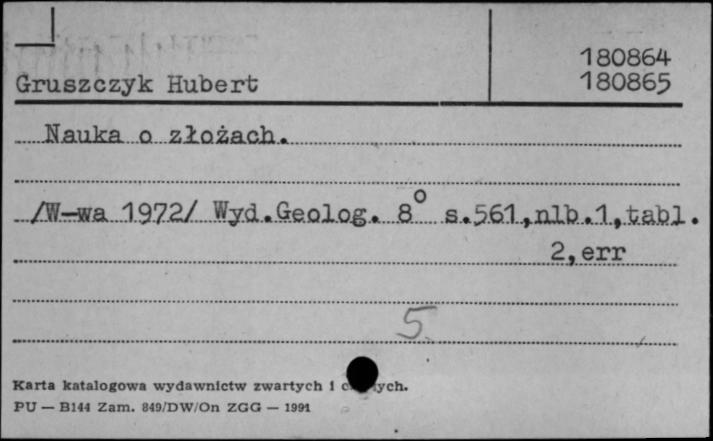 180864
Gruszczyk Hubert 180865
Nauka o złożach.
/W-wa 1972/ Wyd.Geolog. 8° s.561,nlb.1,tabl.
2,err
5
Karta katalogowa wydawnictw zwartych i
PU — B144 Zam. 849/DW/On ZGG — 1991